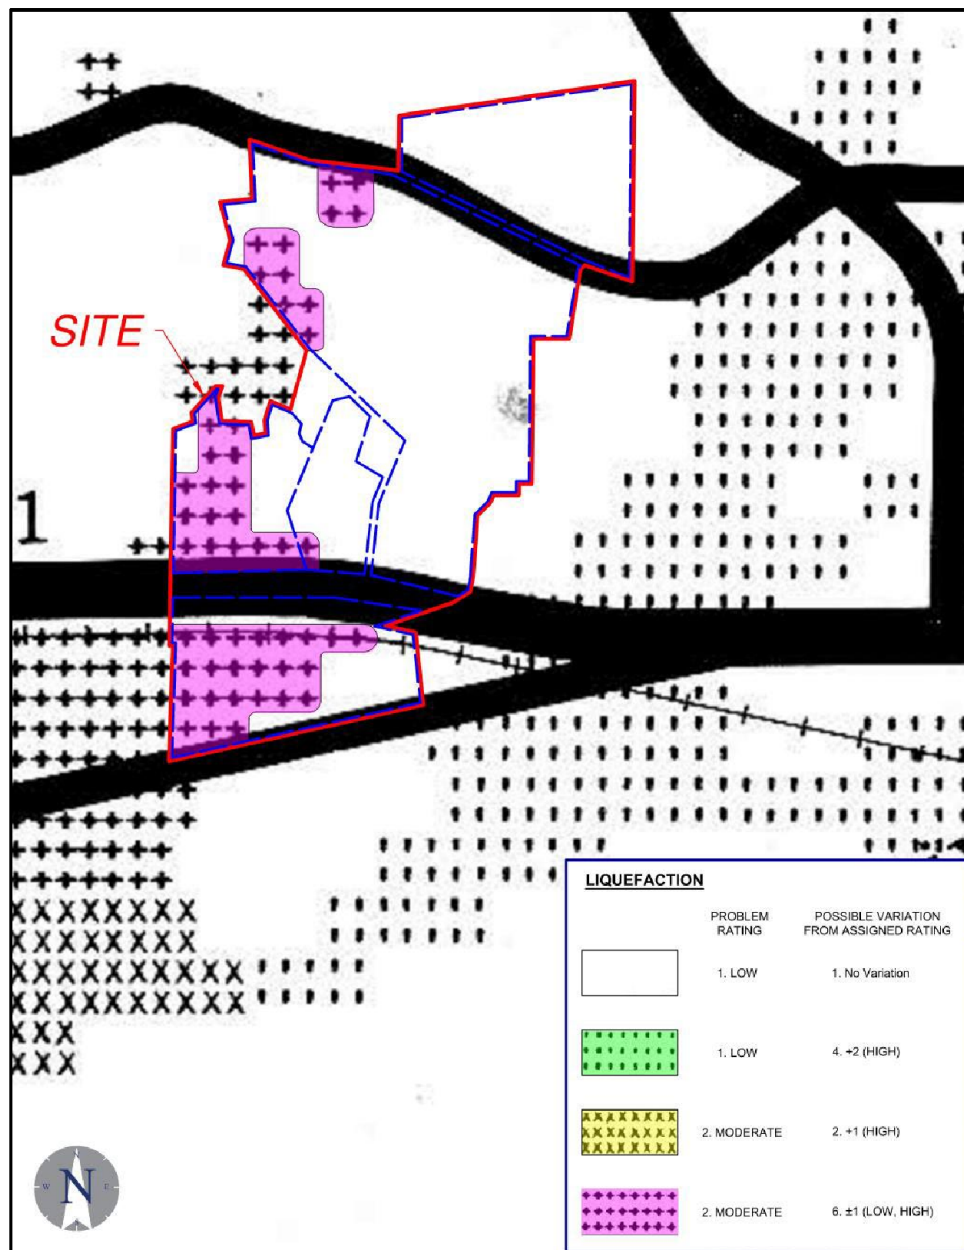 SITE
1
LIQUEFACTION
PROBLEM RATING
POSSIBLE VARIATION FROM ASSIGNED RATING
1. LOW
1. No Variation
1. LOW
4. +2 (HIGH)
2. MODERATE
2. +1 (HIGH)
2. MODERATE
6. ±1 (LOW, HIGH)
N
W
N